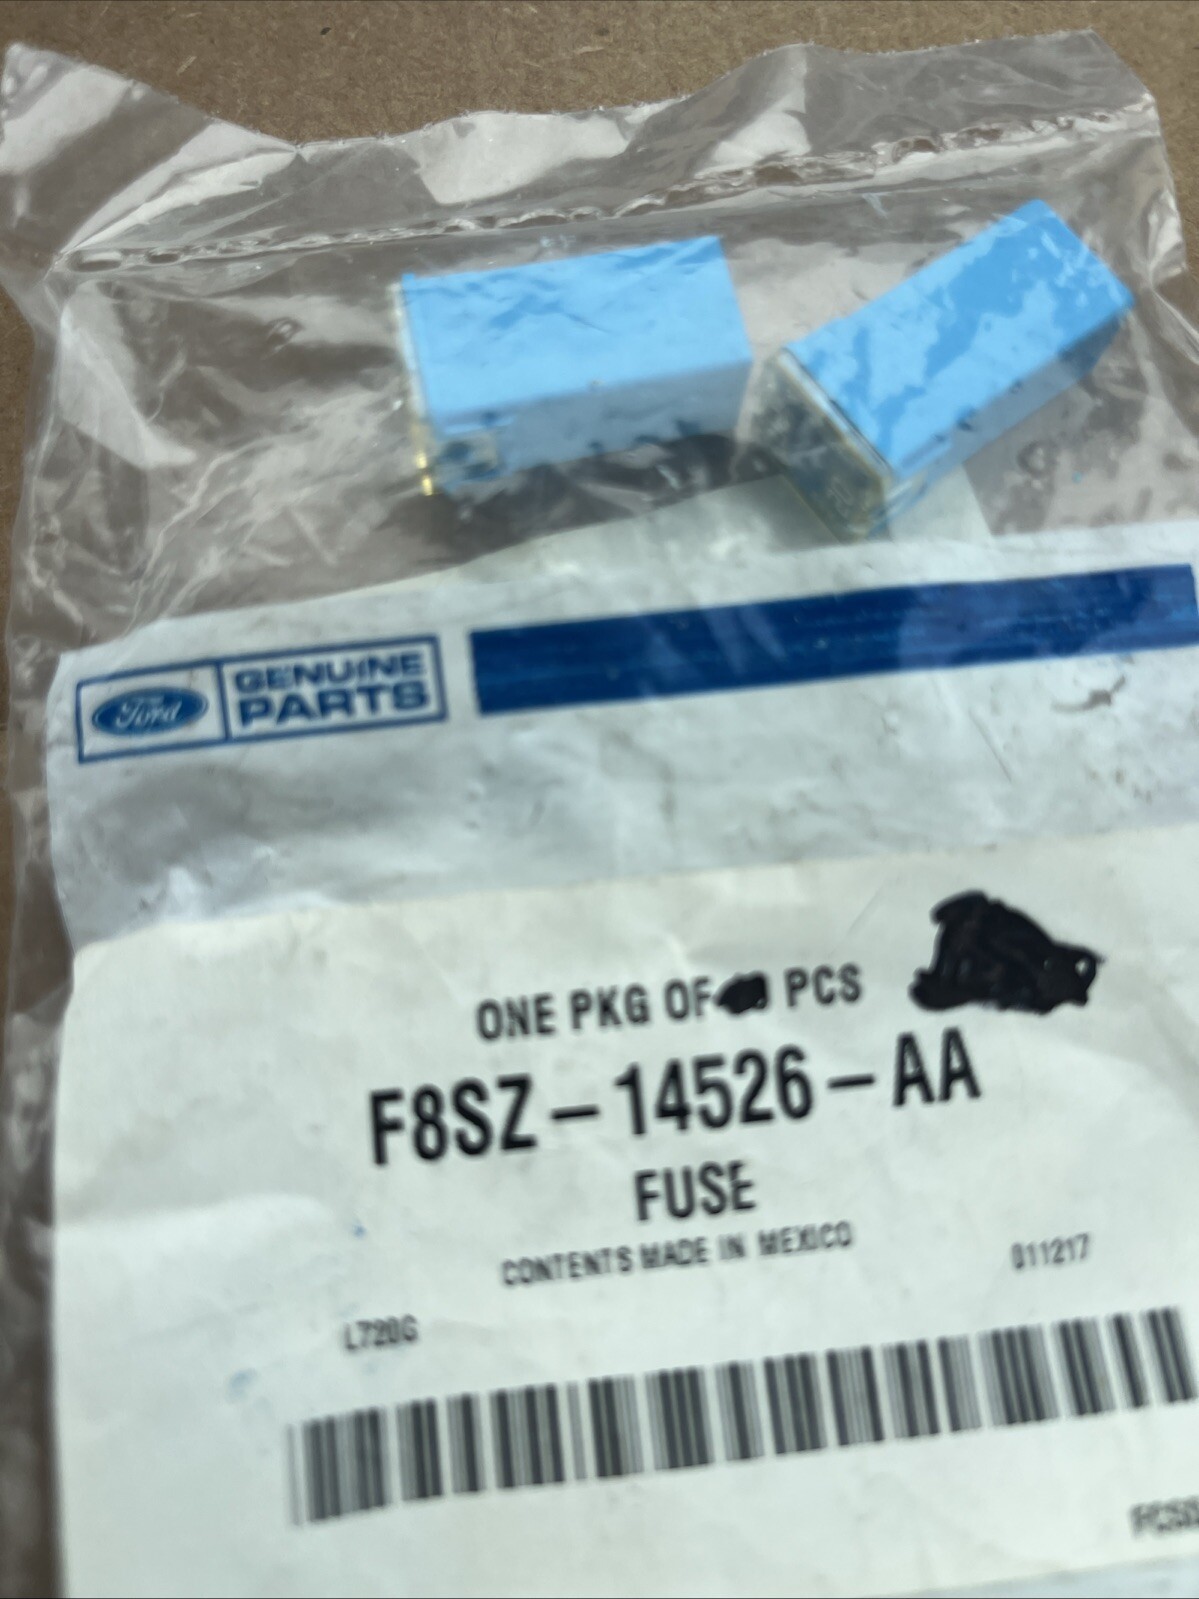 Ford GENUINE
PARTS
ONE PKG OF PCS
F8SZ-14526-AA
FUSE
CONTENTS MADE IN MEXICO
011217
L720G